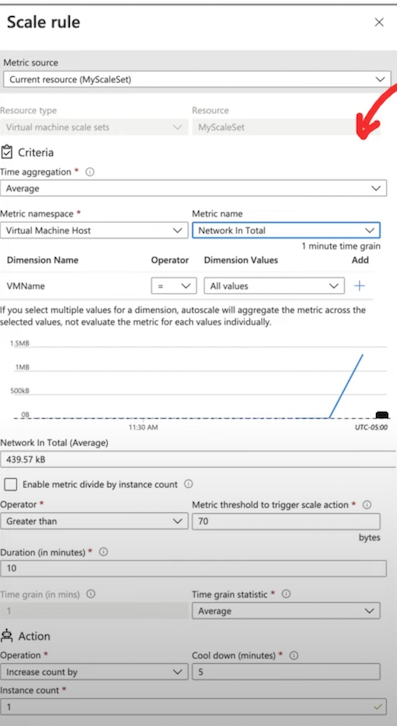 Scale rule
Metric source
Current resource (MyScaleSet)
Resource type Resource
Virtual machine scale sets MyScaleSet
Criteria
Time aggregation *
Average
Metric namespace * Metric name
Virtual Machine Host Network In Total
1 minute time grain
Dimension Name Operator Dimension Values Add
VMName = All values +
If you select multiple values for a dimension, autoscale will aggregate the metric across the
selected values, not evaluate the metric for each values individually.
1.5MB
1MB
500kB
0B
11:30 AM UTC-05:00
Network In Total (Average)
439.57 kB
Enable metric divide by instance count
Operator * Metric threshold to trigger scale action *
Greater than 70
bytes
Duration (in minutes) *
10
Time grain (in mins) Time grain statistic *
1 Average
Action
Operation * Cool down (minutes) *
Increase count by 5
Instance count *
1